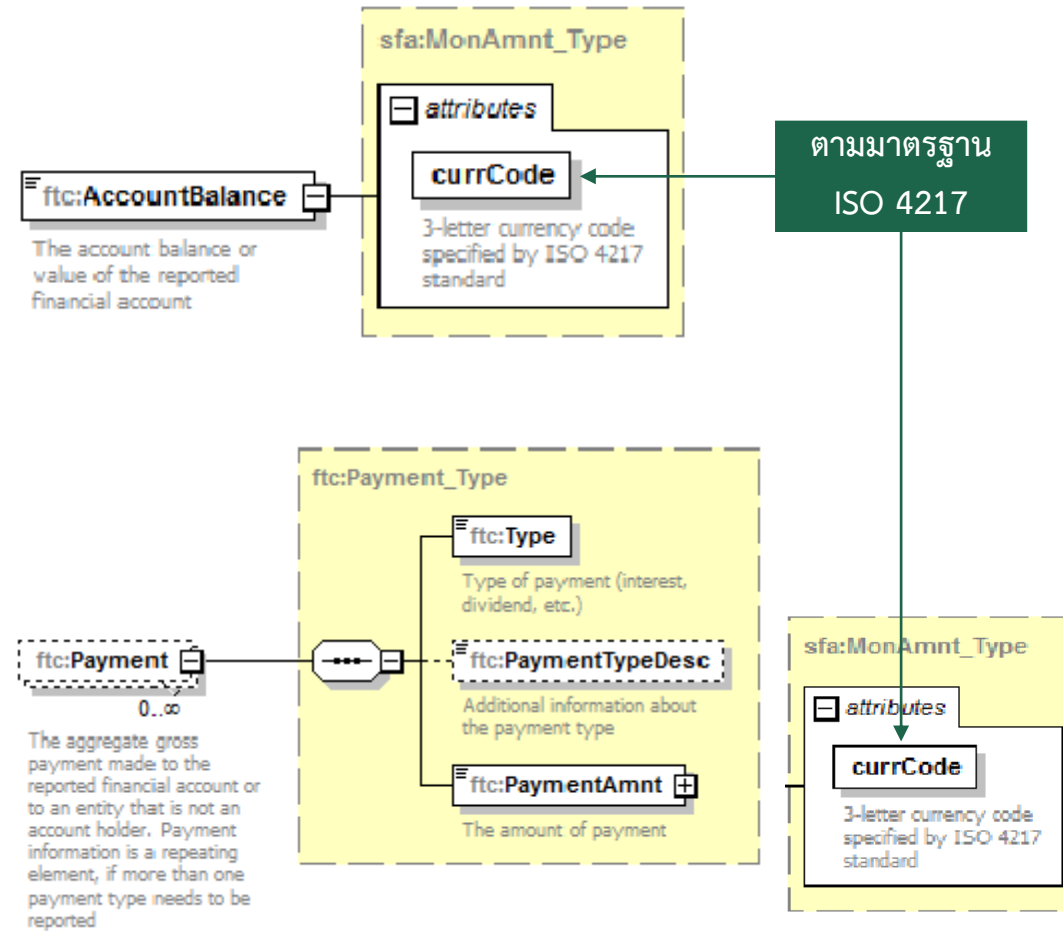 sfa:MonAmnt_Type
attributes
currCode
3-letter currency code
specified by ISO 4217
standard
ftc:AccountBalance
The account balance or
value of the reported
financial account
ตามมาตรฐาน
ISO 4217
ftc:Payment_Type
ftc:Type
Type of payment (interest,
dividend, etc.)
ftc:Payment
0..∞
The aggregate gross
payment made to the
reported financial account or
to an entity that is not an
account holder. Payment
information is a repeating
element, if more than one
payment type needs to be
reported
ftc:PaymentTypeDesc
Additional information about
the payment type
ftc:PaymentAmnt
The amount of payment
sfa:MonAmnt_Type
attributes
currCode
3-letter currency code
specified by ISO 4217
standard